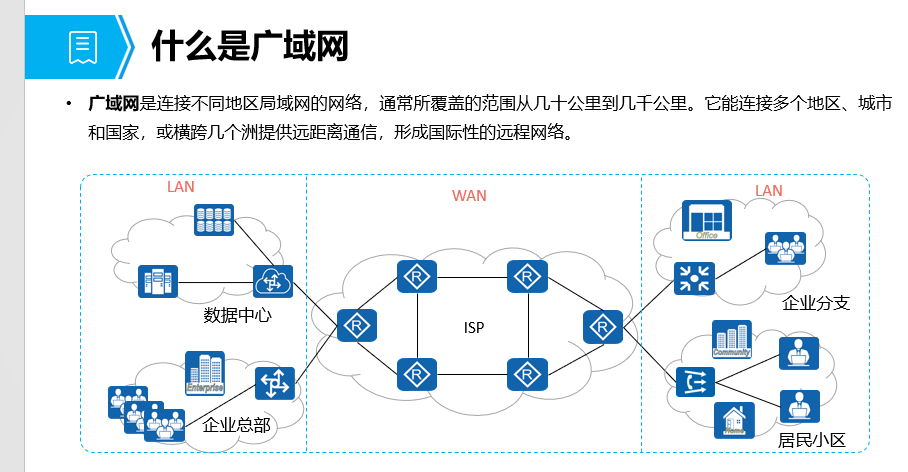 什么是广域网
• 广域网是连接不同地区局域网的网络，通常所覆盖的范围从几十公里到几千公里。它能连接多个地区、城市
和国家，或横跨几个洲提供远距离通信，形成国际性的远程网络。
LAN
WAN
LAN
Office
R
R
企业分支
数据中心
R
ISP
R
Community
Enterprise
R
R
企业总部
Home
居民小区